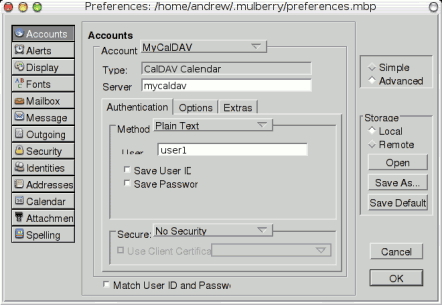 Preferences: /home/andrew/.mulberry/preferences.mbp
Accounts
Alerts
Display
Fonts
Mailbox
Message
Outgoing
Security
Identities
Addresses
Calendar
Attachmen
Spelling
Accounts
Account MyCalDAV
Type: CalDAV Calendar
Server mycaldav
Authentication Options Extras
Method Plain Text
User user1
Save User ID
Save Passwor
Secure: No Security
Use Client Certifica
Match User ID and Passw
Simple
Advanced
Storage
Local
Remote
Open
Save As...
Save Default
Cancel
OK